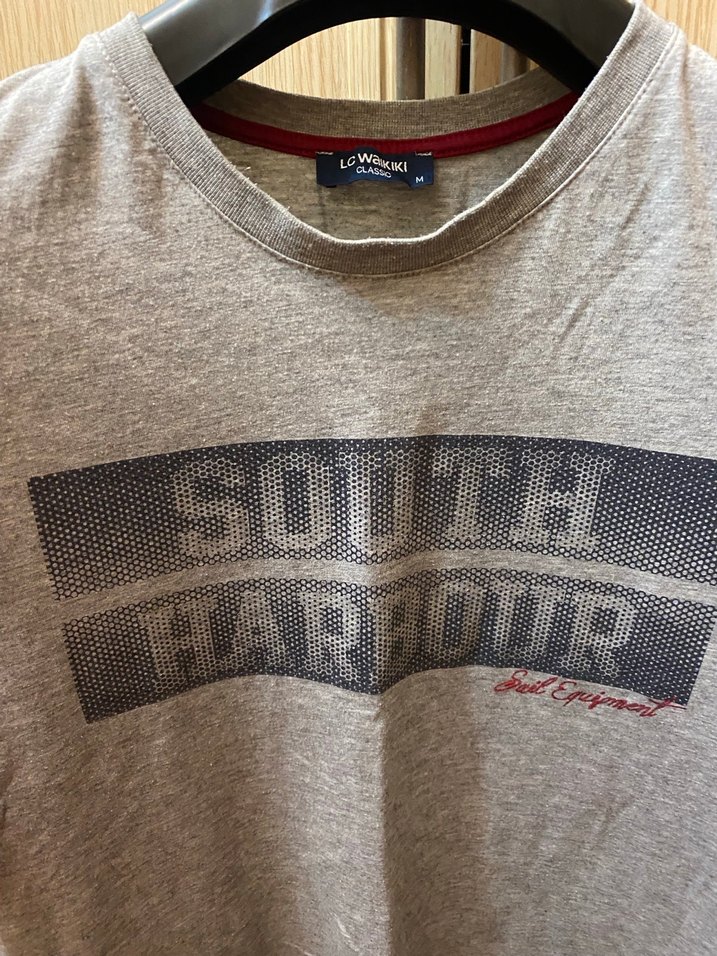 LC WAIKIKI
CLASSIC
M
SOUTH
HARBOUR
Sail Equipment